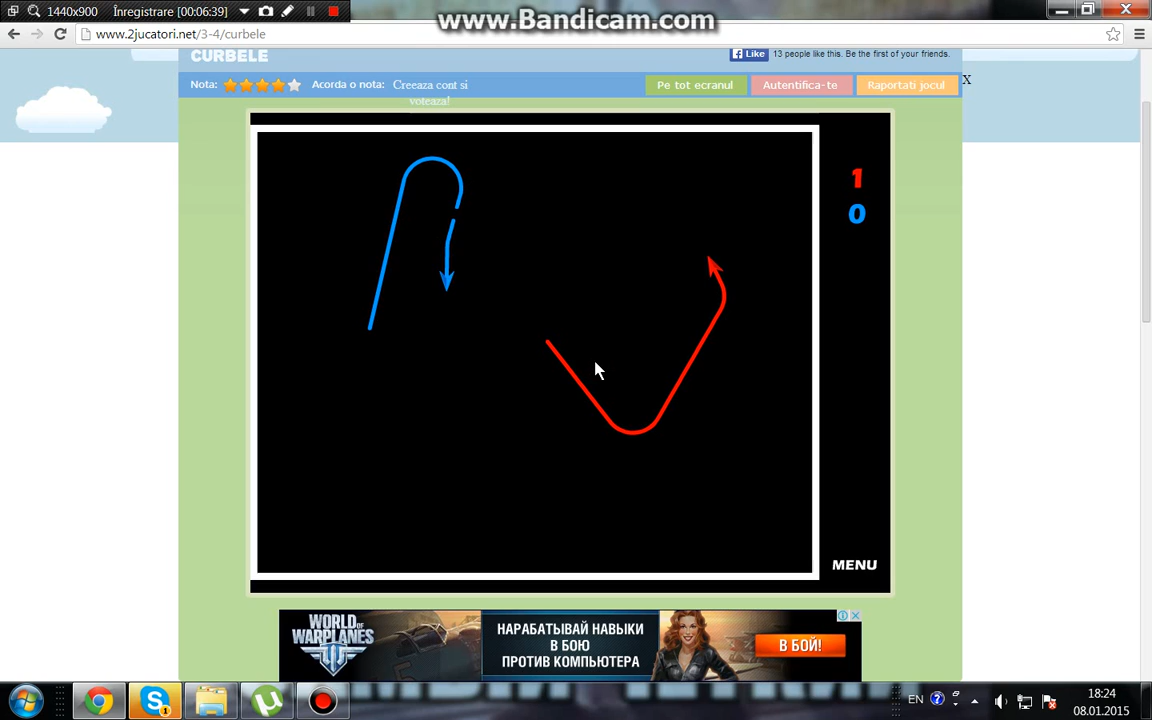 1440x900
Înregistrare [00:06:39]
www.Bandicam.com
www.2jucatori.net/3-4/curbele
CURBELE
Like
13 people like this. Be the first of your friends.
Nota:
Acorda o nota:
Creeaza cont si
voteaza!
Pe tot ecranul
Autentifica-te
Raportati jocul
X
1
0
MENU
WORLD OF
WARPLANES
НАРАБАТЫВАЙ НАВЫКИ
В БОЮ
ПРОТИВ КОМПЬЮТЕРА
В БОЙ!
EN
18:24
08.01.2015